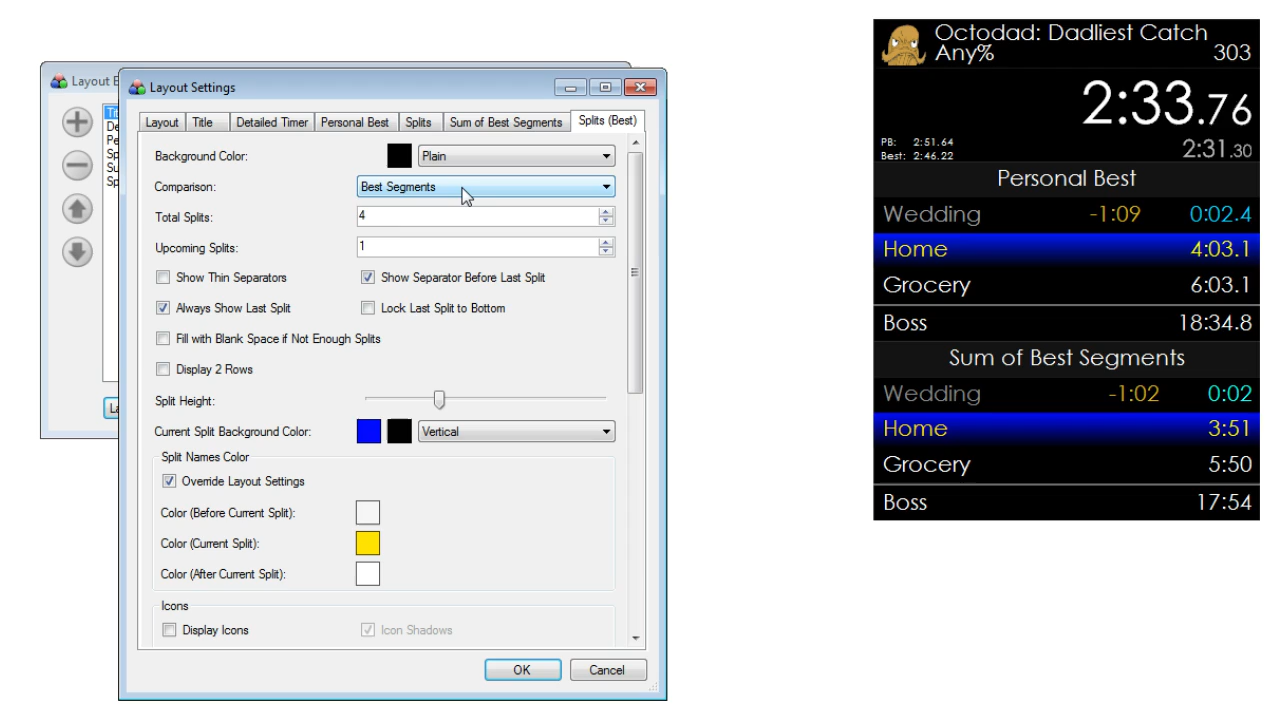 Layout E
De
Pe
Sp
Su
Sp
Layout Settings
Layout Title Detailed Timer Personal Best Splits Sum of Best Segments Splits (Best)
Background Color: Plain
Comparison: Best Segments
Total Splits: 4
Upcoming Splits: 1
Show Thin Separators Show Separator Before Last Split
Always Show Last Split Lock Last Split to Bottom
Fill with Blank Space if Not Enough Splits
Display 2 Rows
Split Height:
Current Split Background Color: Vertical
Split Names Color
Override Layout Settings
Color (Before Current Split):
Color (Current Split):
Color (After Current Split):
Icons
Display Icons Icon Shadows
OK Cancel
Octodad: Dadliest Catch
Any% 303
2:33.76
PB: 2:51.64
Best: 2:46.22
2:31.30
Personal Best
Wedding -1:09 0:02.4
Home 4:03.1
Grocery 6:03.1
Boss 18:34.8
Sum of Best Segments
Wedding -1:02 0:02
Home 3:51
Grocery 5:50
Boss 17:54